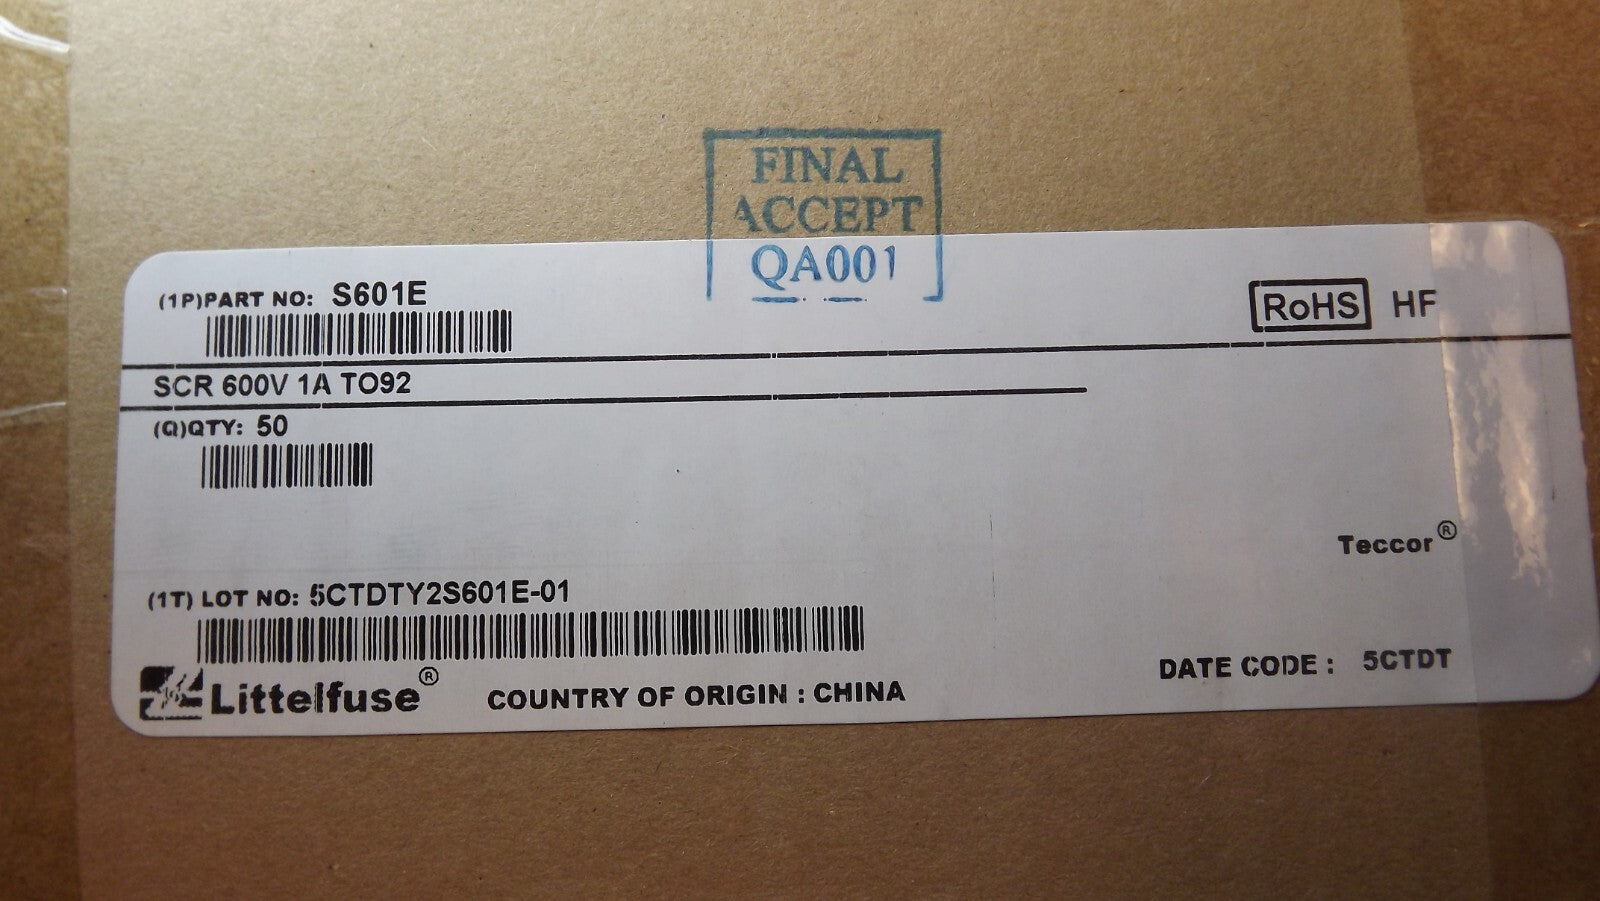 FINAL
ACCEPT
QA001
(1P)PART NO: S601E
RoHS HF
SCR 600V 1A TO92
(Q)QTY: 50
Teccor®
(1T) LOT NO: 5CTDTY2S601E-01
DATE CODE : 5CTDT
Littelfuse® COUNTRY OF ORIGIN : CHINA